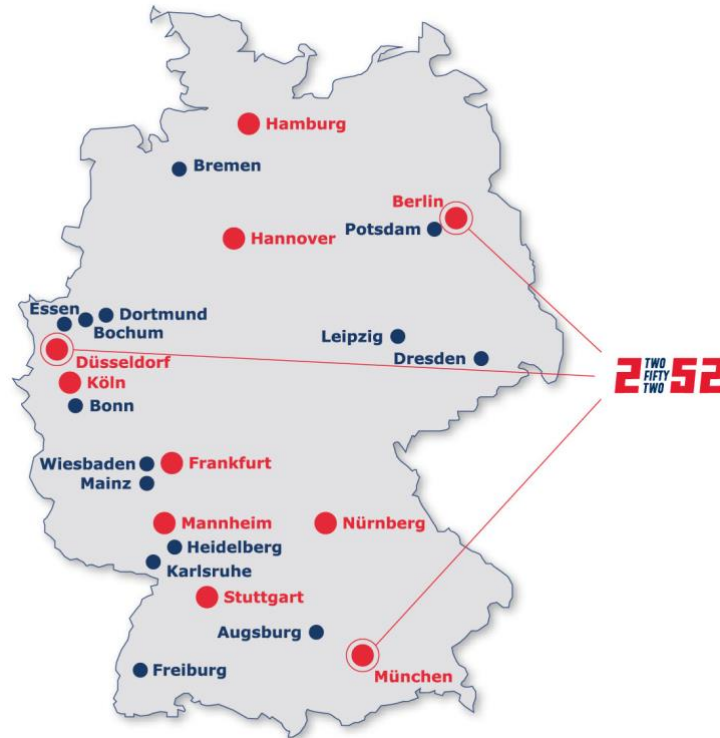 Hamburg
Bremen
Berlin
Potsdam
Hannover
Essen
Dortmund
Bochum
Leipzig
Dresden
Düsseldorf
Köln
Bonn
2 TWO FIFTY TWO 52
Wiesbaden
Frankfurt
Mainz
Mannheim
Nürnberg
Heidelberg
Karlsruhe
Stuttgart
Augsburg
Freiburg
München